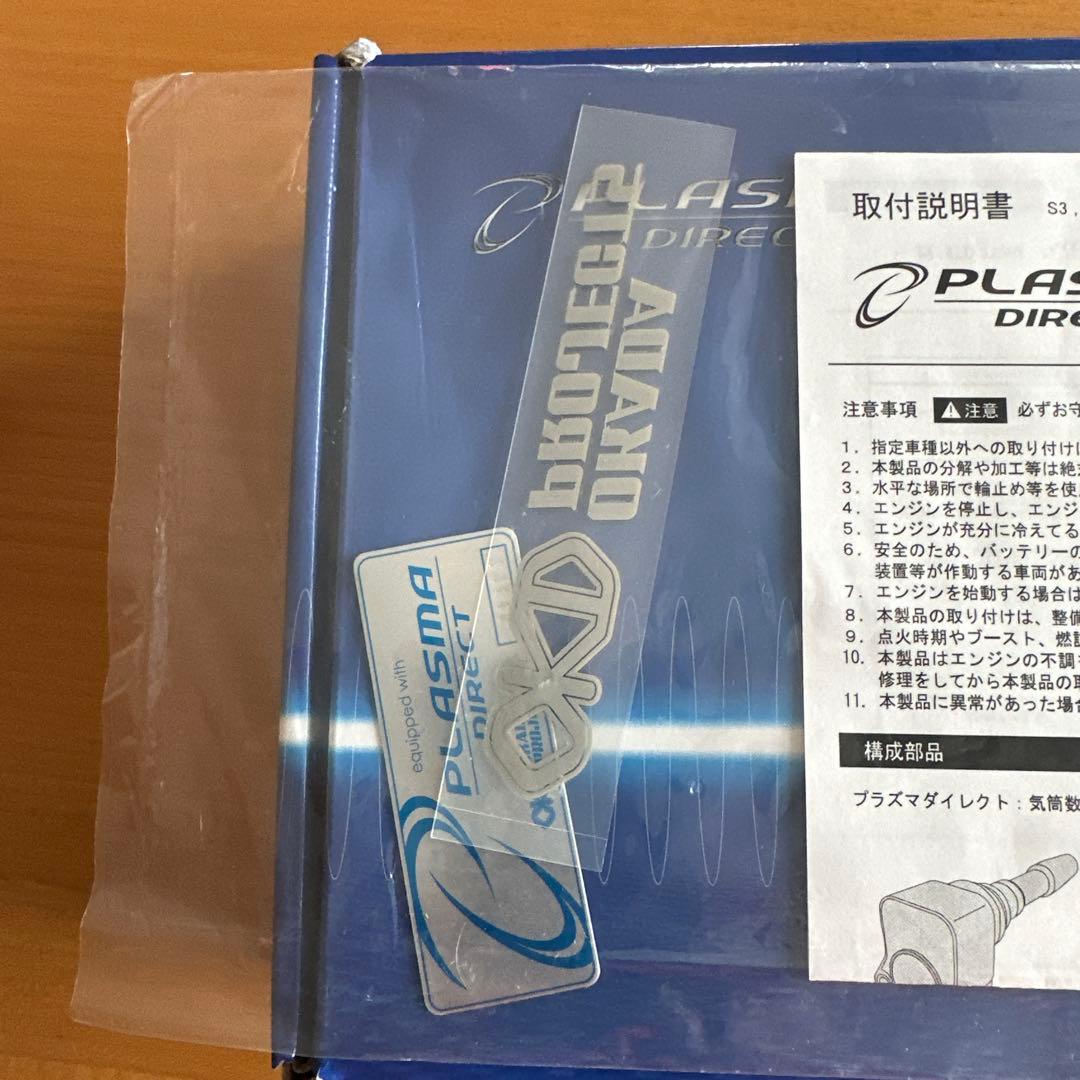 PLAS
DIREC
OKADA
PROJECTS
equipped with
PLASMA
DIRECT
取付説明書 S3,
PLAS
DIRE
注意事項 注意 必ずお守
1. 指定車種以外への取り付け
2. 本製品の分解や加工等は絶
3. 水平な場所で輪止め等を使
4. エンジンを停止し、エンジ
5. エンジンが充分に冷えてる
6. 安全のため、バッテリーの
装置等が作動する車両があ
7. エンジンを始動する場合は
8. 本製品の取り付けは、整備
9. 点火時期やブースト、燃
10. 本製品はエンジンの不調
修理をしてから本製品の取
11. 本製品に異常があった場合
構成部品
プラズマダイレクト：気筒数